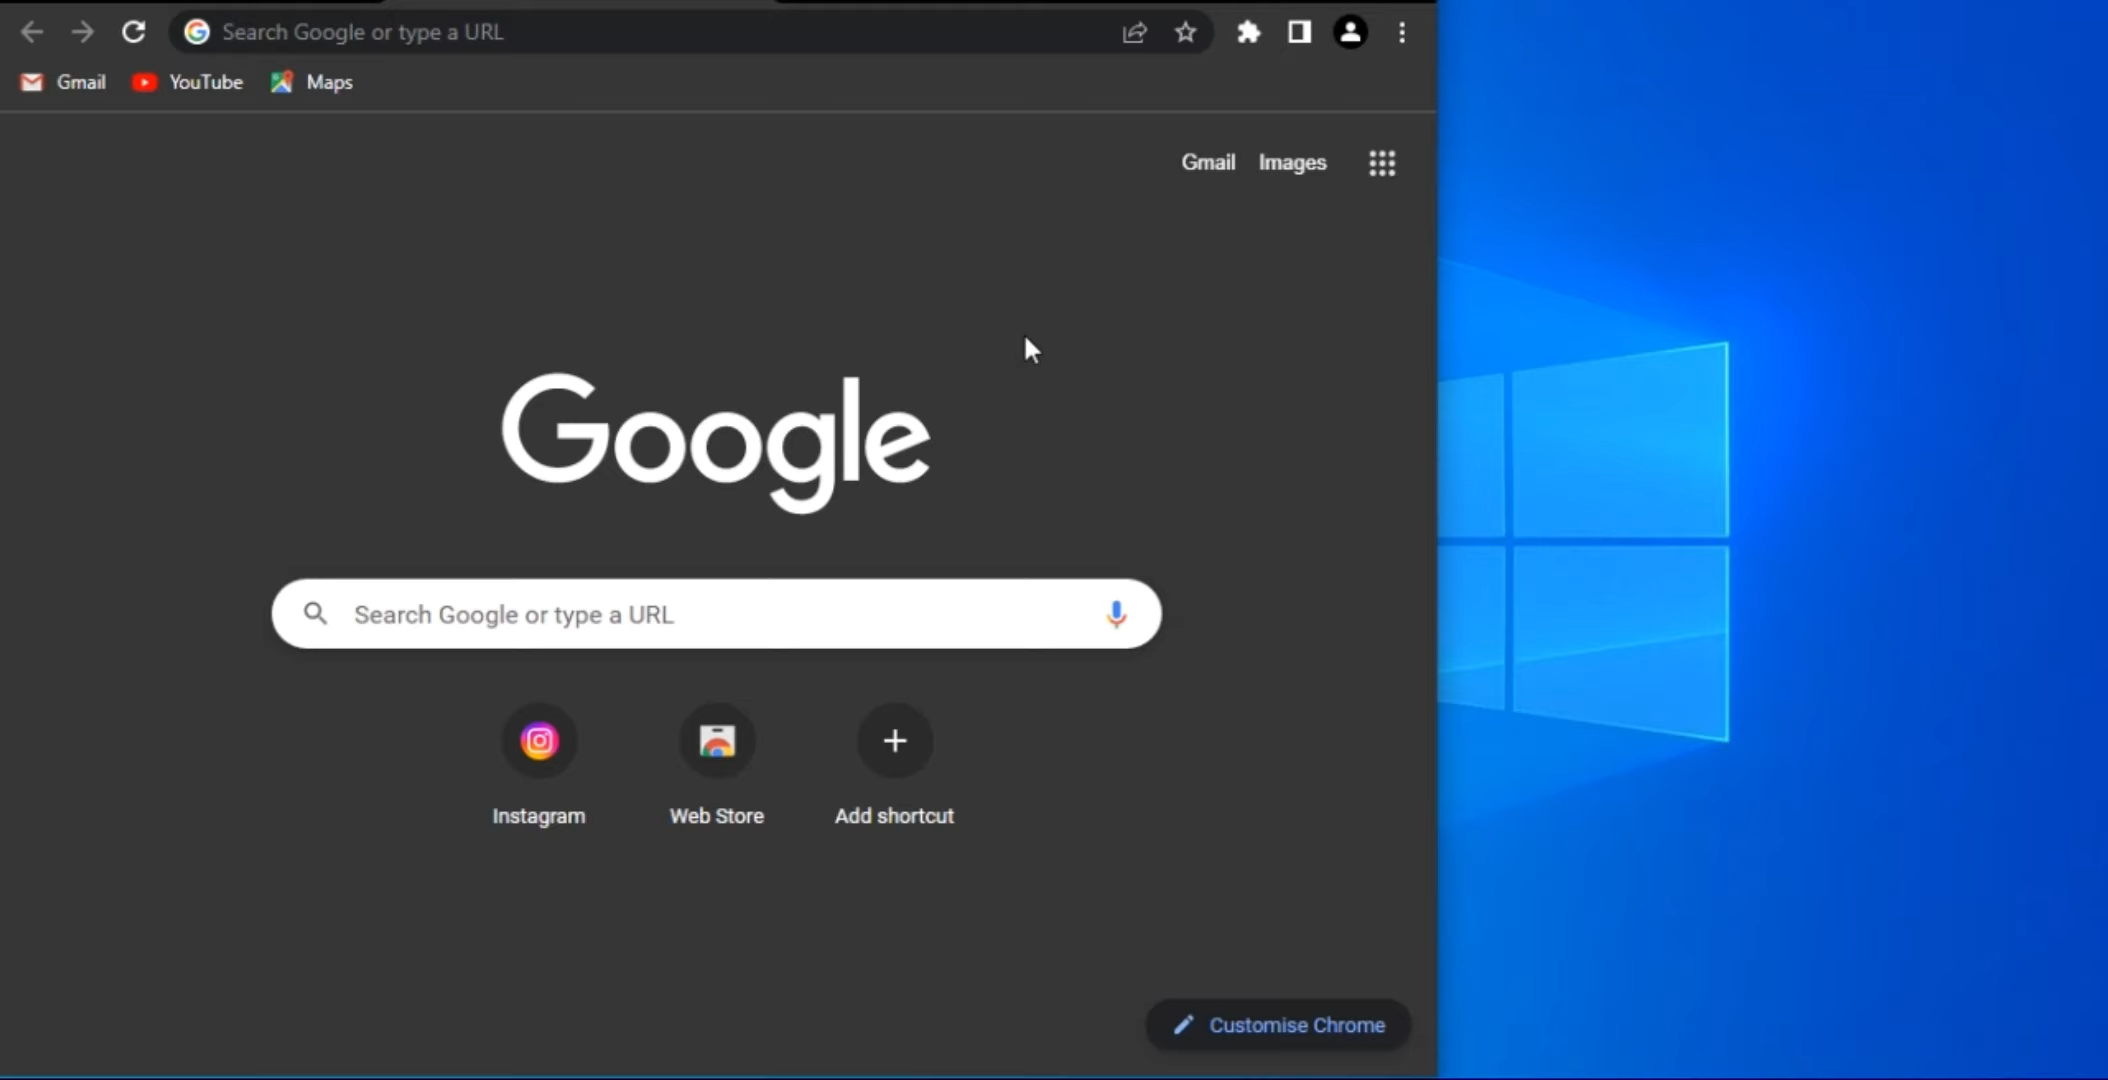 Search Google or type a URL
Gmail YouTube Maps
Gmail Images
Google
Search Google or type a URL
Instagram Web Store Add shortcut
Customise Chrome